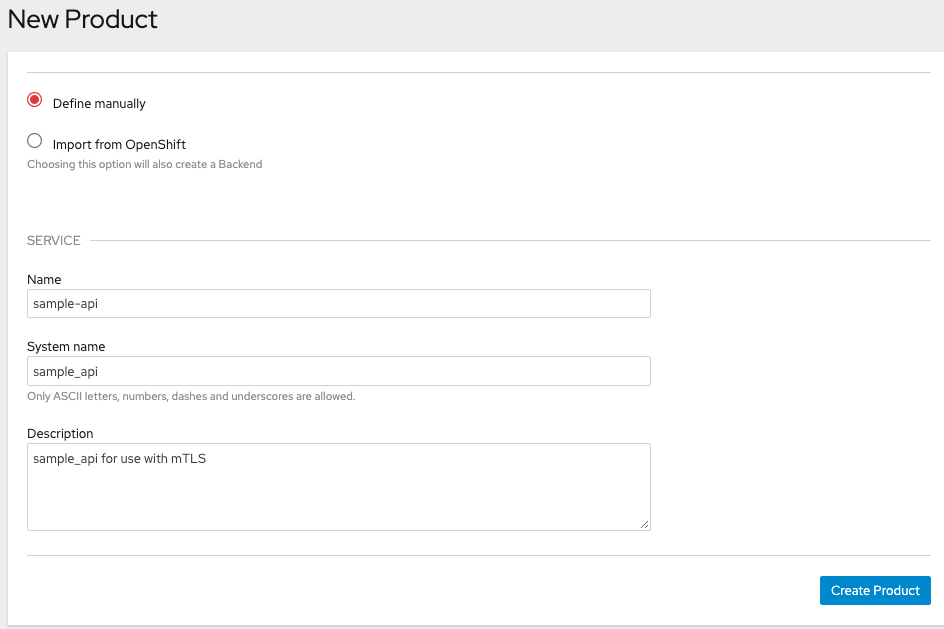 New Product
Define manually
Import from OpenShift
Choosing this option will also create a Backend
SERVICE
Name
sample-api
System name
sample_api
Only ASCII letters, numbers, dashes and underscores are allowed.
Description
sample_api for use with mTLS
Create Product